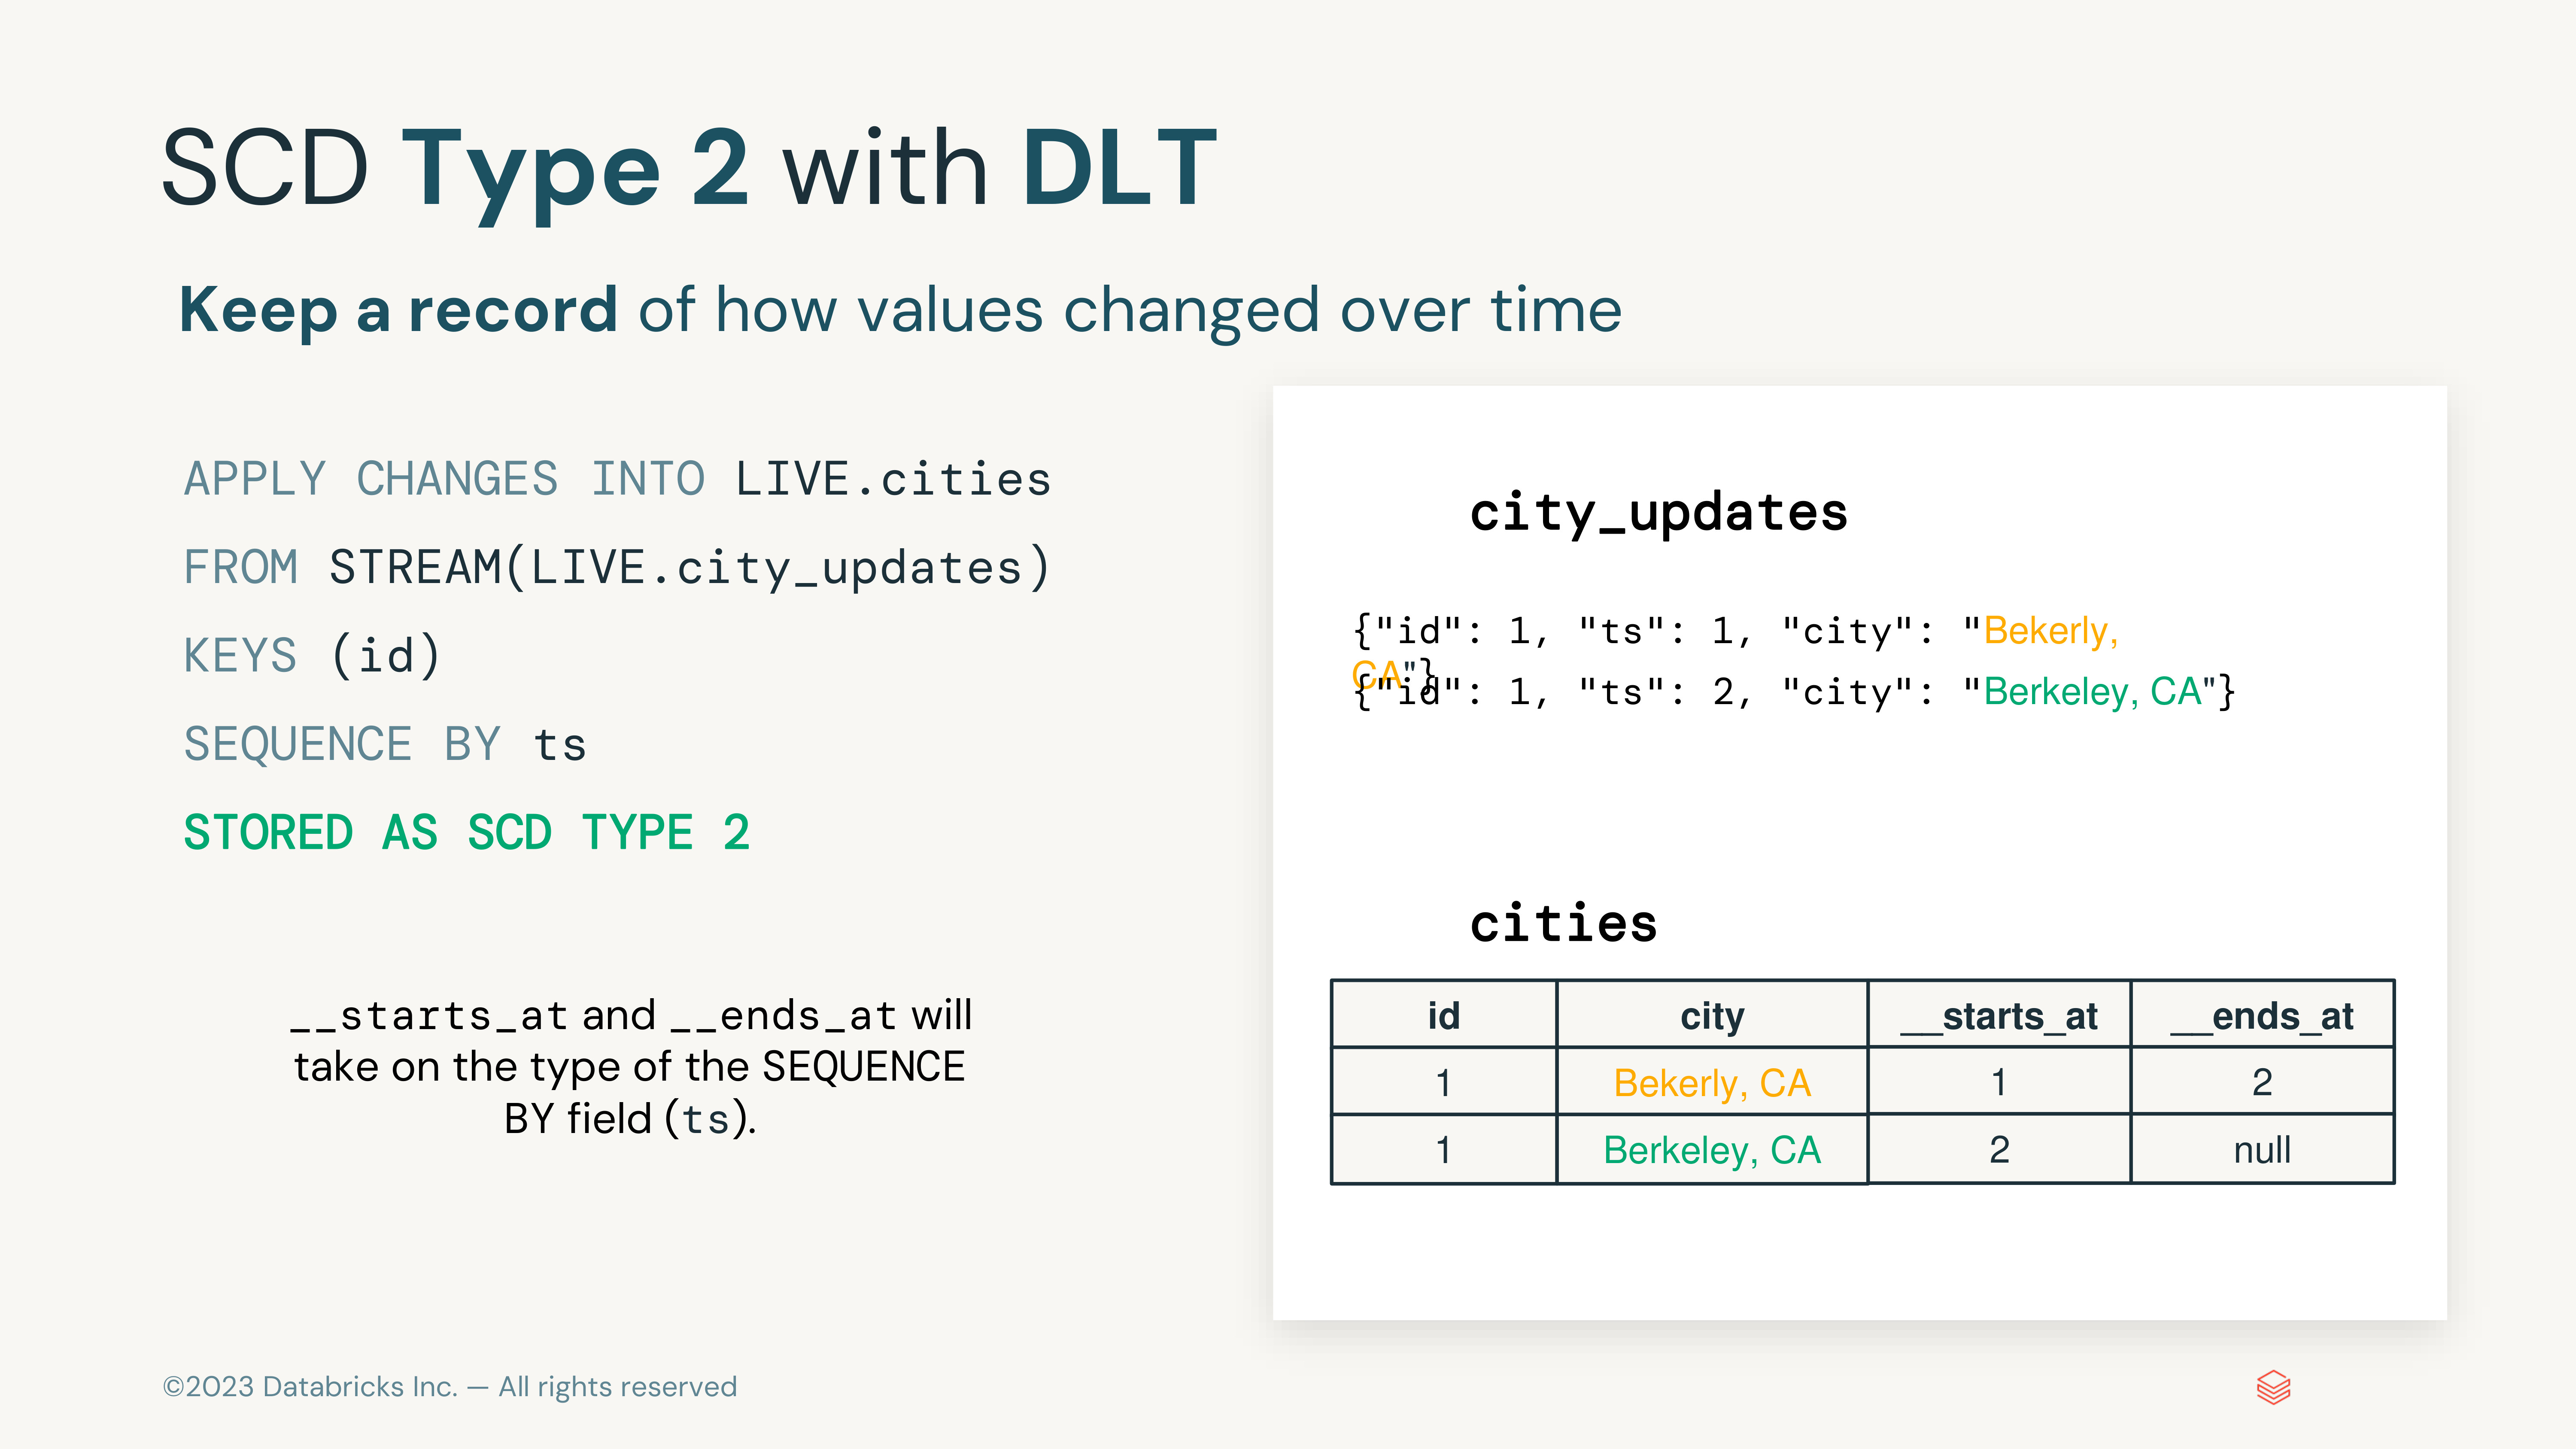 SCD Type 2 with DLT
Keep a record of how values changed over time
APPLY CHANGES INTO LIVE.cities
FROM STREAM(LIVE.city_updates)
KEYS (id)
SEQUENCE BY ts
STORED AS SCD TYPE 2
__starts_at and __ends_at will
take on the type of the SEQUENCE
BY field (ts).
city_updates
{"id": 1, "ts": 1, "city": "Bekerly,
CA"}
{"id": 1, "ts": 2, "city": "Berkeley, CA"}
cities
id city __starts_at __ends_at
1 Bekerly, CA 1 2
1 Berkeley, CA 2 null
©2023 Databricks Inc. — All rights reserved